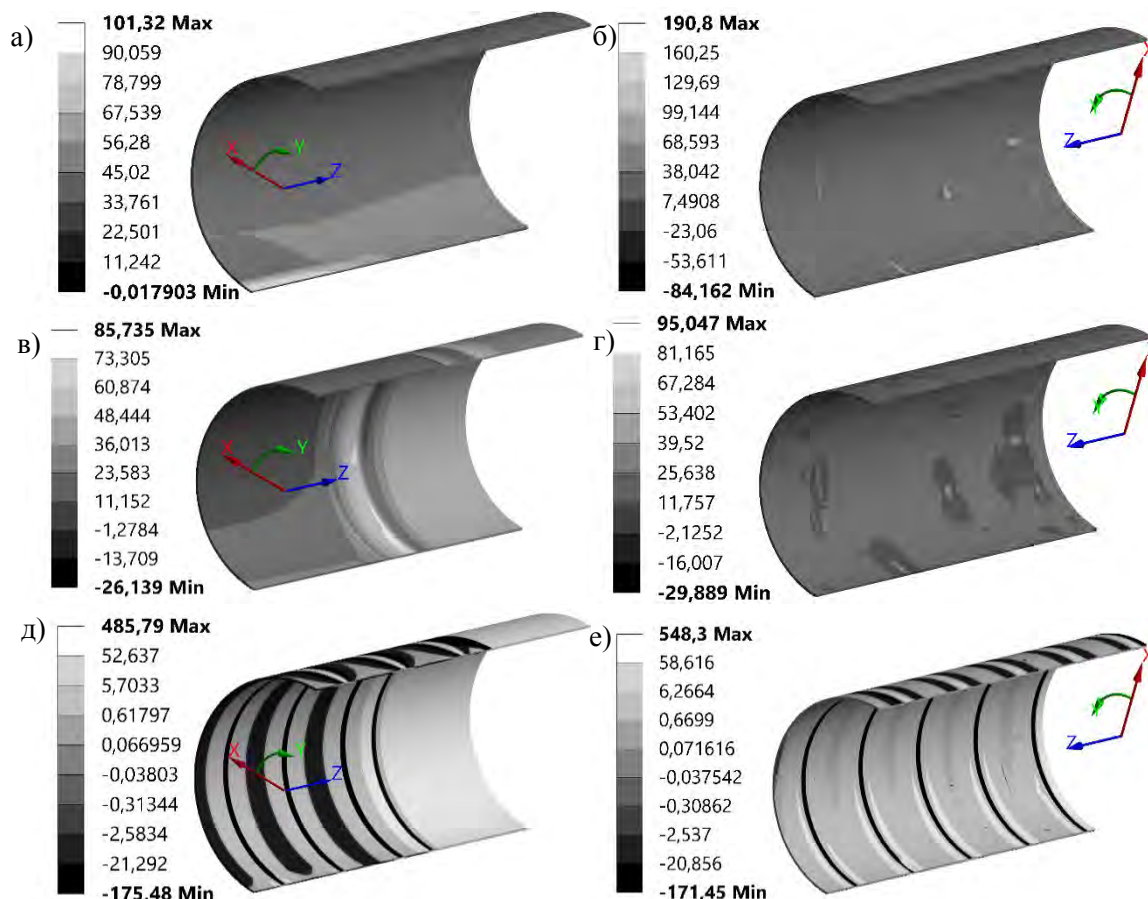 а)
101,32 Max
90,059
78,799
67,539
56,28
45,02
33,761
22,501
11,242
-0,017903 Min
X
Y
Z
б)
190,8 Max
160,25
129,69
99,144
68,593
38,042
7,4908
-23,06
-53,611
-84,162 Min
X
Y
Z
в)
85,735 Max
73,305
60,874
48,444
36,013
23,583
11,152
-1,2784
-13,709
-26,139 Min
X
Y
Z
г)
95,047 Max
81,165
67,284
53,402
39,52
25,638
11,757
-2,1252
-16,007
-29,889 Min
X
Y
Z
д)
485,79 Max
52,637
5,7033
0,61797
0,066959
-0,03803
-0,31344
-2,5834
-21,292
-175,48 Min
X
Y
Z
е)
548,3 Max
58,616
6,2664
0,6699
0,071616
-0,037542
-0,30862
-2,537
-20,856
-171,45 Min
X
Y
Z